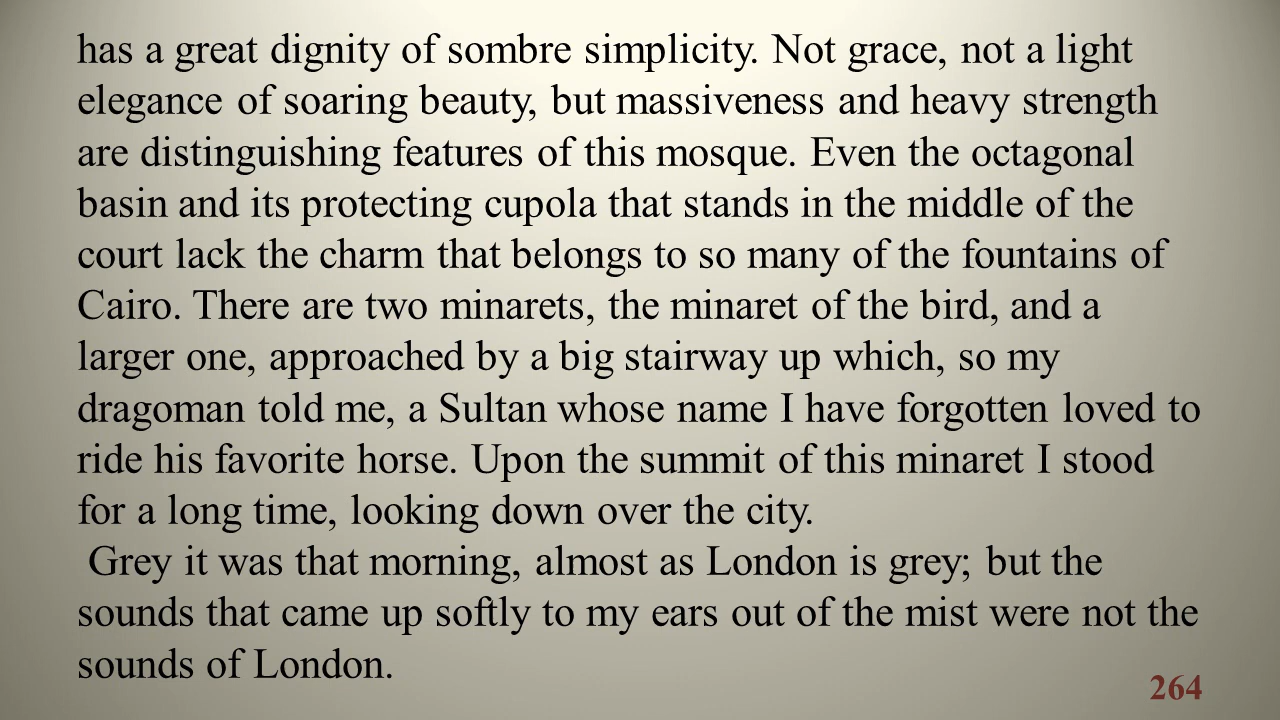 has a great dignity of sombre simplicity. Not grace, not a light
elegance of soaring beauty, but massiveness and heavy strength
are distinguishing features of this mosque. Even the octagonal
basin and its protecting cupola that stands in the middle of the
court lack the charm that belongs to so many of the fountains of
Cairo. There are two minarets, the minaret of the bird, and a
larger one, approached by a big stairway up which, so my
dragoman told me, a Sultan whose name I have forgotten loved to
ride his favorite horse. Upon the summit of this minaret I stood
for a long time, looking down over the city.
Grey it was that morning, almost as London is grey; but the
sounds that came up softly to my ears out of the mist were not the
sounds of London.
264